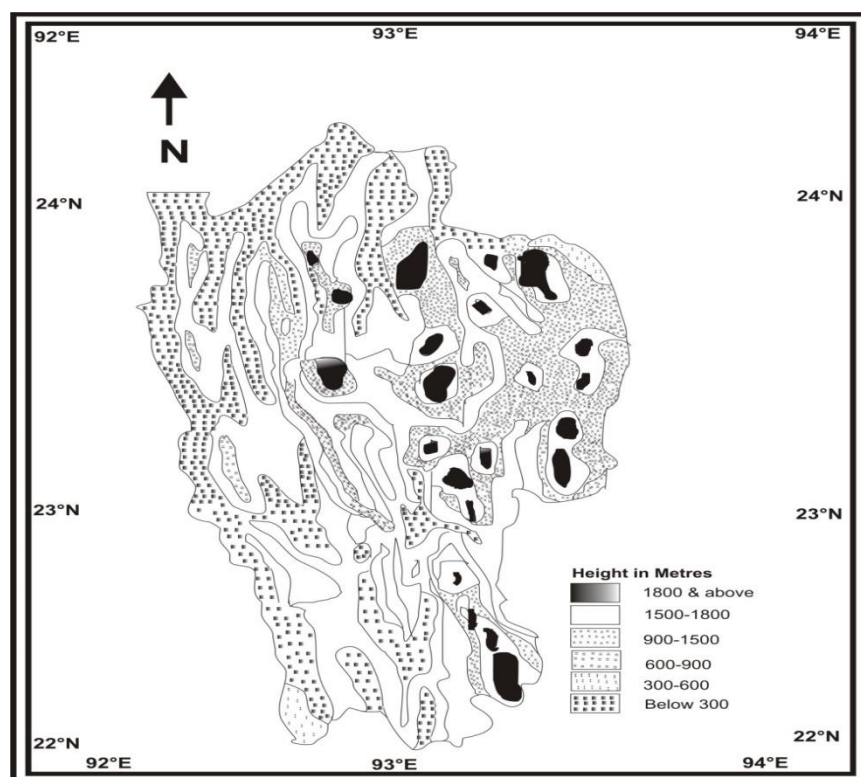 92°E 93°E 94°E
N
24°N 24°N
23°N 23°N
Height in Metres
1800 & above
1500-1800
900-1500
600-900
300-600
Below 300
22°N 22°N
92°E 93°E 94°E